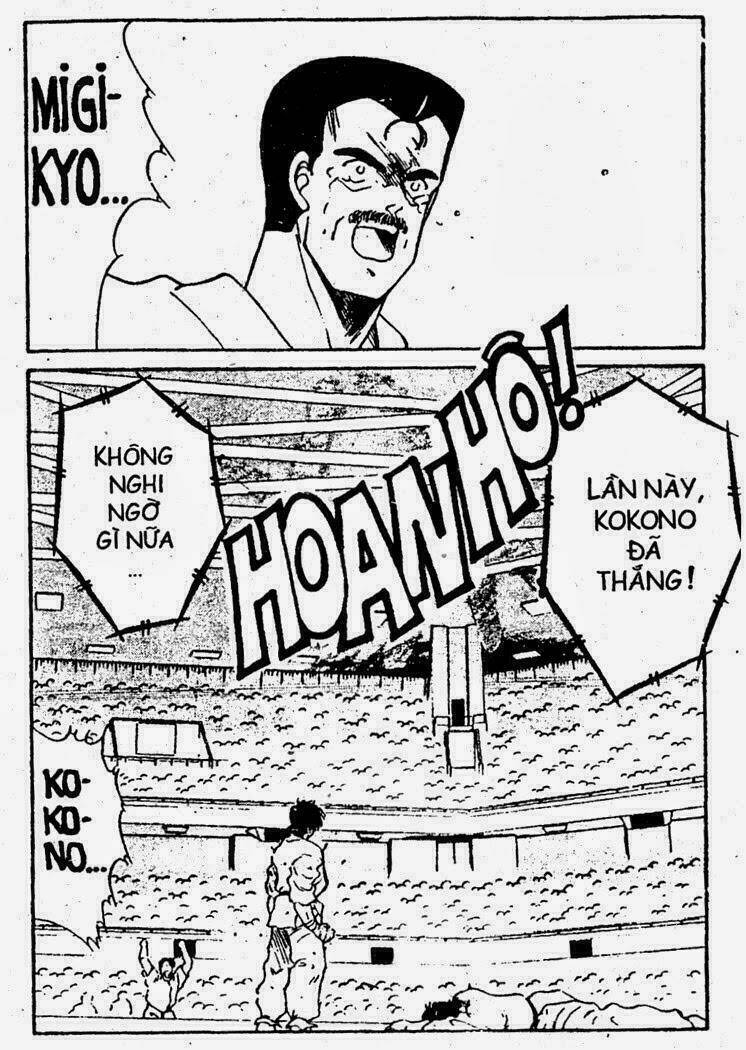 MiGi-
KYO...
HOAN HÔ!
LẦN NÀY,
KOKONO
ĐÃ
THẮNG!
KHÔNG
NGHI
NGỜ
GÌ NỮA
...
KO-
KO-
NO...